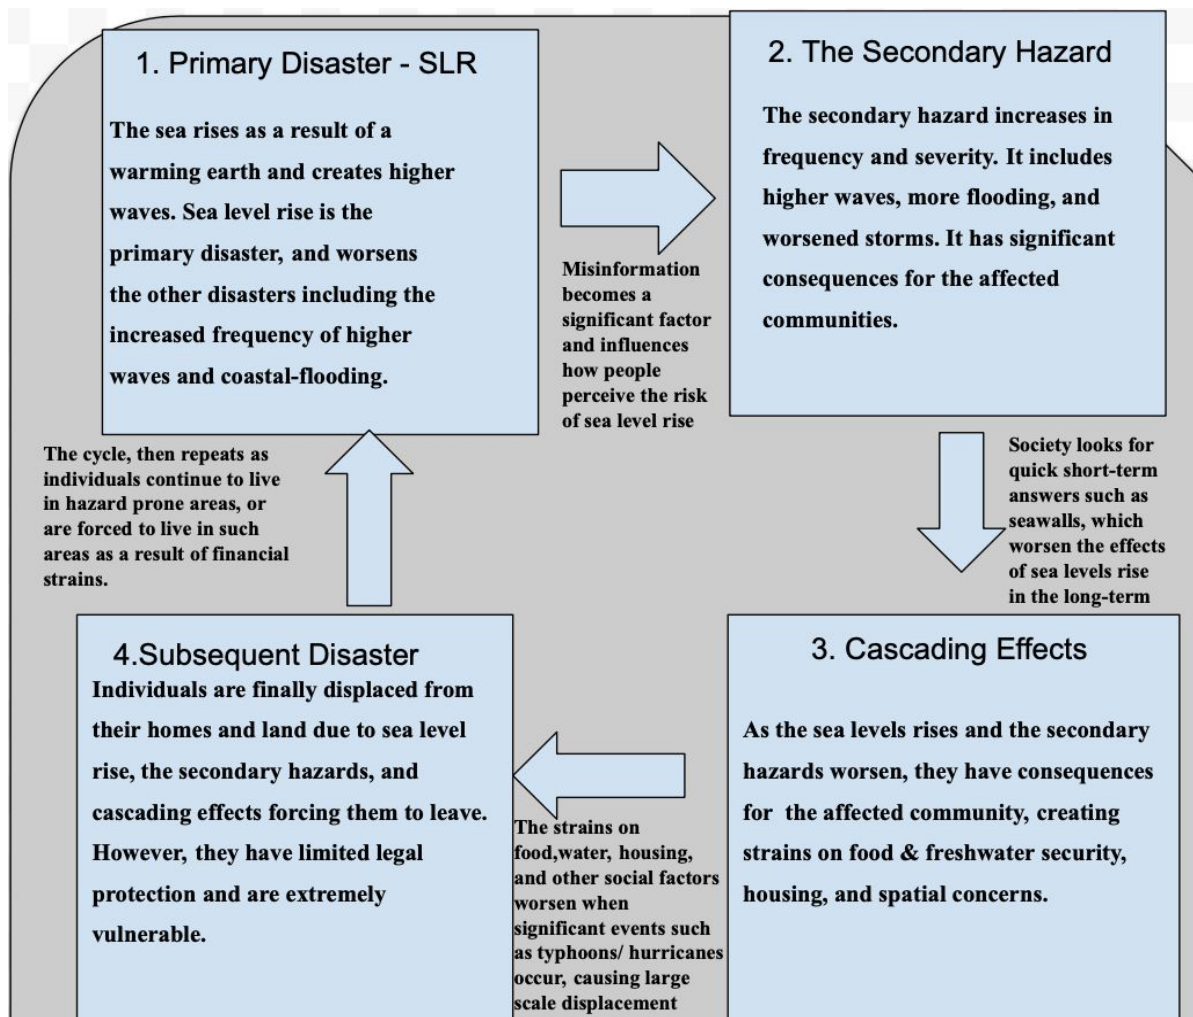 1. Primary Disaster - SLR
The sea rises as a result of a
warming earth and creates higher
waves. Sea level rise is the
primary disaster, and worsens
the other disasters including the
increased frequency of higher
waves and coastal-flooding.
Misinformation
becomes a
significant factor
and influences
how people
perceive the risk
of sea level rise
2. The Secondary Hazard
The secondary hazard increases in
frequency and severity. It includes
higher waves, more flooding, and
worsened storms. It has significant
consequences for the affected
communities.
Society looks for
quick short-term
answers such as
seawalls, which
worsen the effects
of sea levels rise
in the long-term
3. Cascading Effects
As the sea levels rises and the secondary
hazards worsen, they have consequences
for the affected community, creating
strains on food & freshwater security,
housing, and spatial concerns.
The strains on
food,water, housing,
and other social factors
worsen when
significant events such
as typhoons/ hurricanes
occur, causing large
scale displacement
4.Subsequent Disaster
Individuals are finally displaced from
their homes and land due to sea level
rise, the secondary hazards, and
cascading effects forcing them to leave.
However, they have limited legal
protection and are extremely
vulnerable.
The cycle, then repeats as
individuals continue to live
in hazard prone areas, or
are forced to live in such
areas as a result of financial
strains.